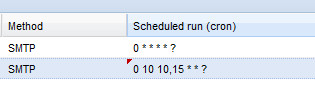 Method Scheduled run (cron)
SMTP 0 * * * * ?
SMTP 0 10 10,15 * * ?